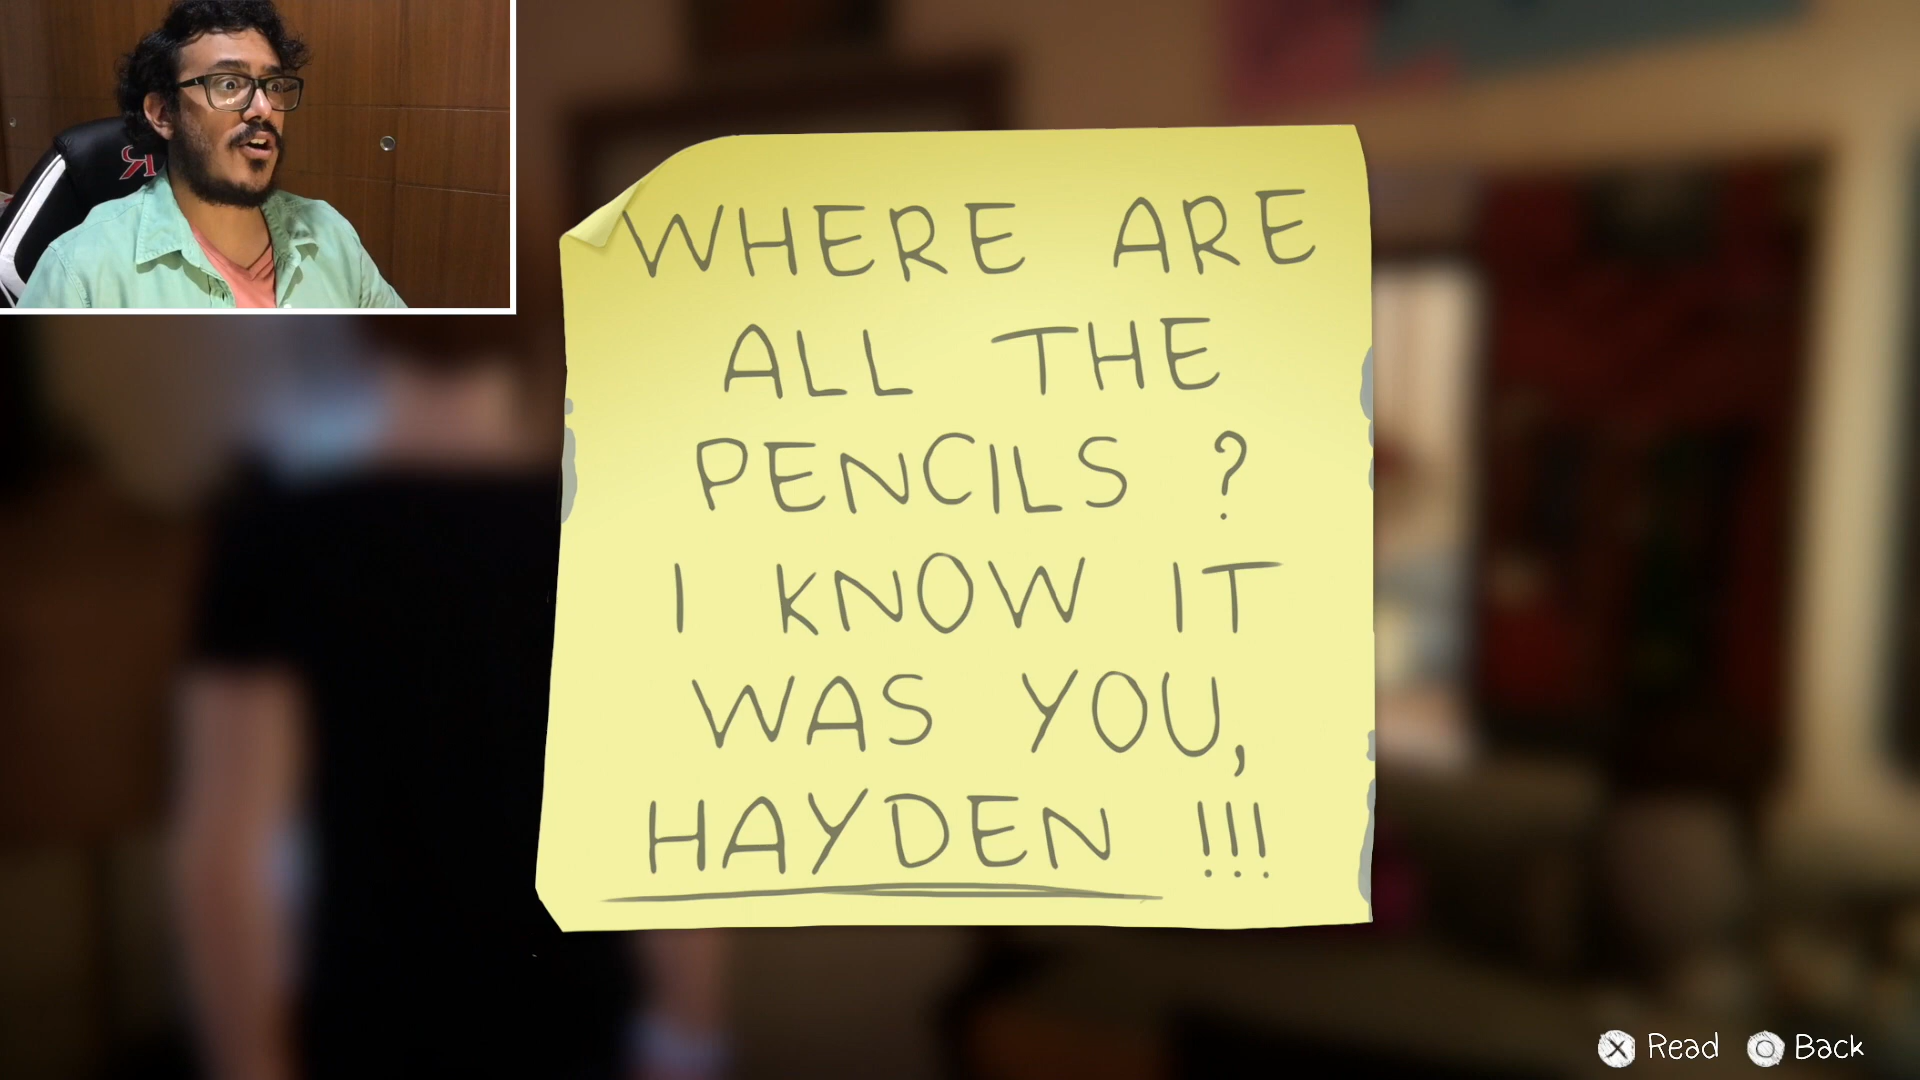 WHERE ARE
ALL THE
PENCILS ?
I KNOW IT
WAS YOU,
HAYDEN !!!
Read
Back